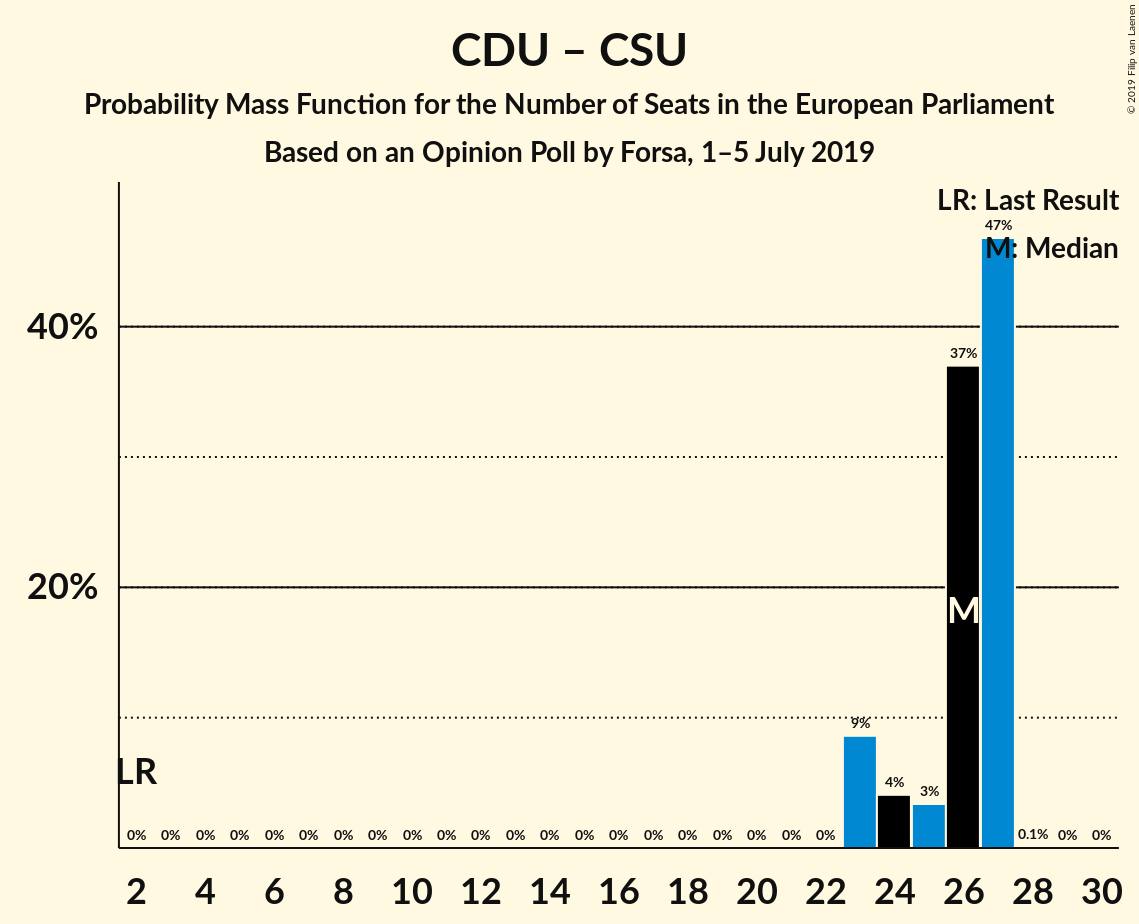 CDU – CSU
Probability Mass Function for the Number of Seats in the European Parliament
Based on an Opinion Poll by Forsa, 1–5 July 2019
© 2019 Filip van Laenen
LR: Last Result
M: Median
47%
40%
37%
20%
M
9%
LR
4%
3%
0% 0% 0% 0% 0% 0% 0% 0% 0% 0% 0% 0% 0% 0% 0% 0% 0% 0% 0% 0% 0% 0.1% 0% 0%
2 4 6 8 10 12 14 16 18 20 22 24 26 28 30